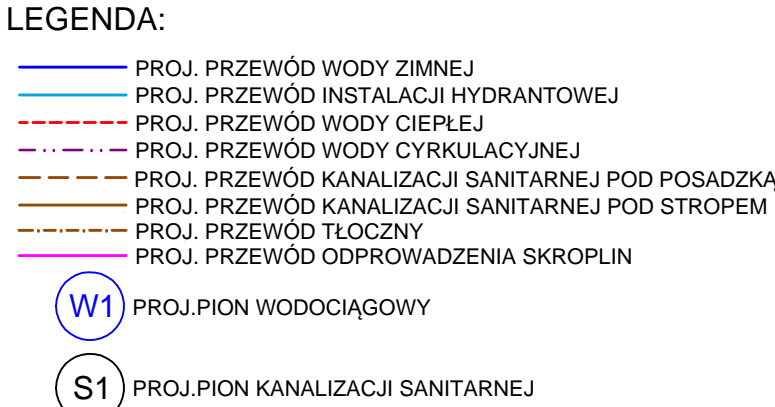 LEGENDA:
PROJ. PRZEWÓD WODY ZIMNEJ
PROJ. PRZEWÓD INSTALACJI HYDRANTOWEJ
PROJ. PRZEWÓD WODY CIEPŁEJ
PROJ. PRZEWÓD WODY CYRKULACYJNEJ
PROJ. PRZEWÓD KANALIZACJI SANITARNEJ POD POSADZKĄ
PROJ. PRZEWÓD KANALIZACJI SANITARNEJ POD STROPEM
PROJ. PRZEWÓD TŁOCZNY
PROJ. PRZEWÓD ODPROWADZENIA SKROPLIN
W1 PROJ.PION WODOCIĄGOWY
S1 PROJ.PION KANALIZACJI SANITARNEJ